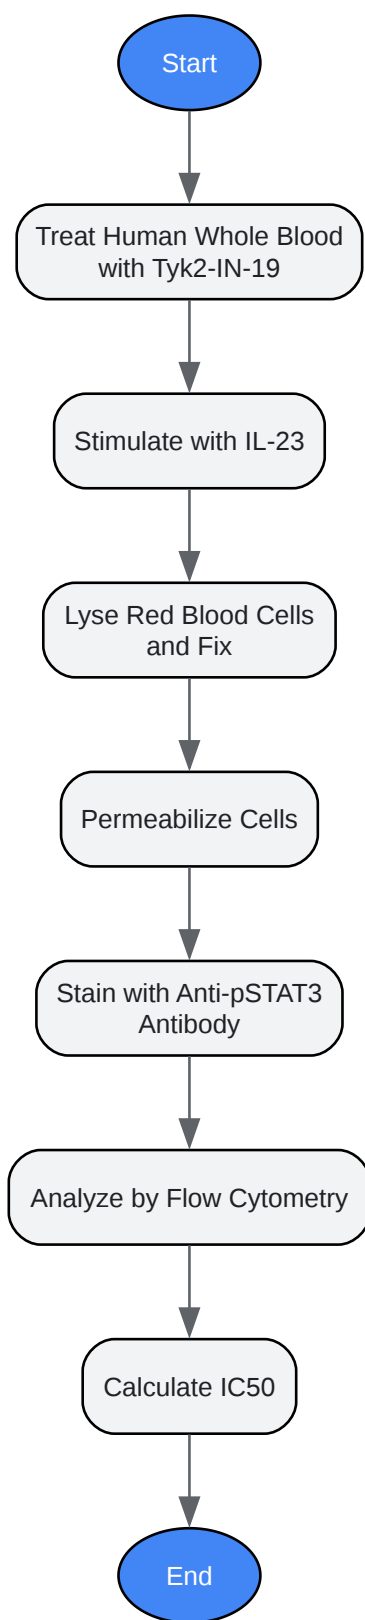 Start
Treat Human Whole Blood
with Tyk2-IN-19
Stimulate with IL-23
Lyse Red Blood Cells
and Fix
Permeabilize Cells
Stain with Anti-pSTAT3
Antibody
Analyze by Flow Cytometry
Calculate IC50
End